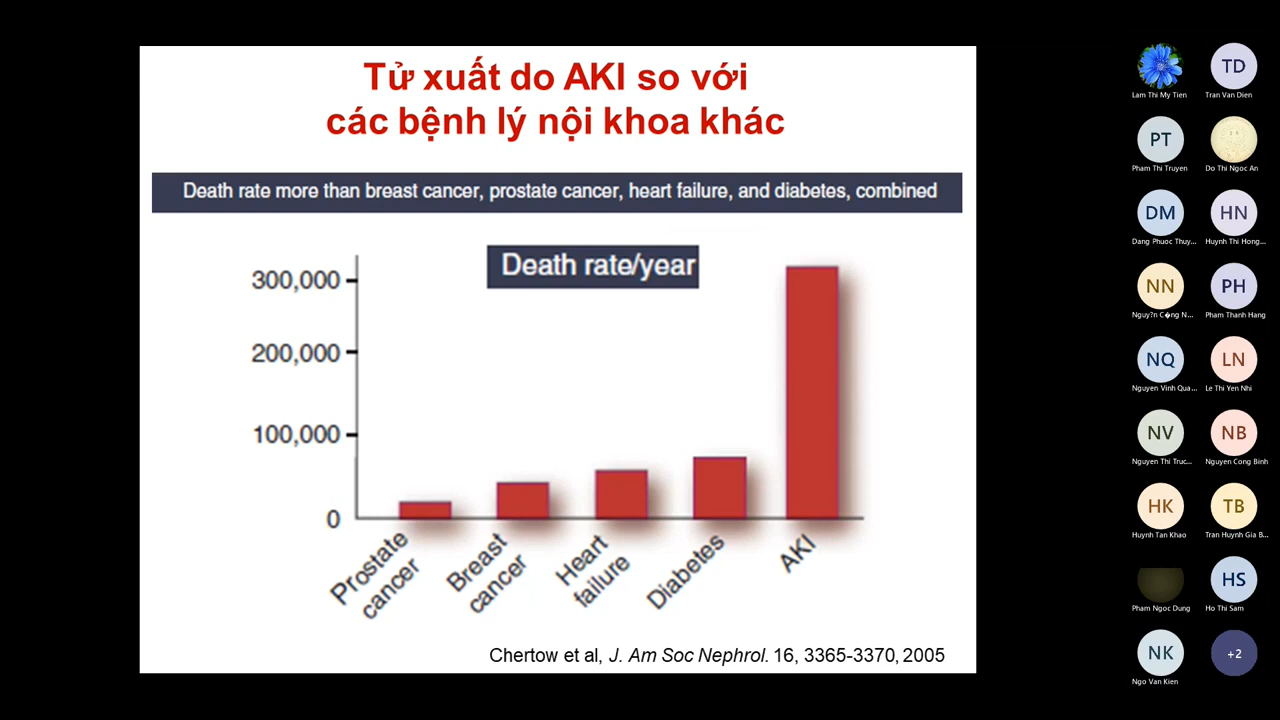 Tử xuất do AKI so với
các bệnh lý nội khoa khác
Death rate more than breast cancer, prostate cancer, heart failure, and diabetes, combined
Death rate/year
300,000
200,000
100,000
0
Prostate
cancer
Breast
cancer
Heart
failure
Diabetes
AKI
Chertow et al, J. Am Soc Nephrol. 16, 3365-3370, 2005
Lam Thi My Tien
TD
Tran Van Dien
PT
Pham Thi Truyen
Do Thi Ngoc An
DM
Dang Phuoc Thuy...
HN
Huynh Thi Hong...
NN
Nguy?n C�ng N...
PH
Pham Thanh Hang
NQ
Nguyen Vinh Qua...
LN
Le Thi Yen Nhi
NV
Nguyen Thi Truc...
NB
Nguyen Cong Binh
HK
Huynh Tan Khao
TB
Tran Huynh Gia B...
Pham Ngoc Dung
HS
Ho Thi Sam
NK
Ngo Van Kien
+2